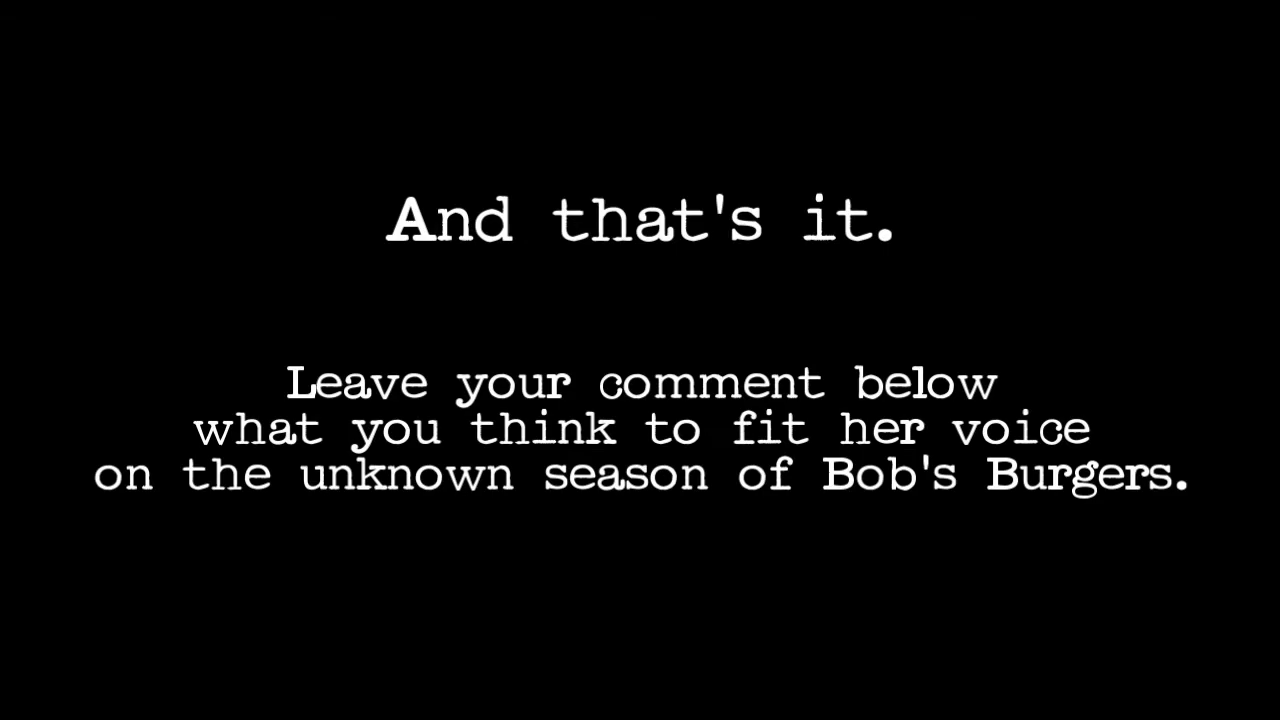 And that's it.
Leave your comment below
what you think to fit her voice
on the unknown season of Bob's Burgers.